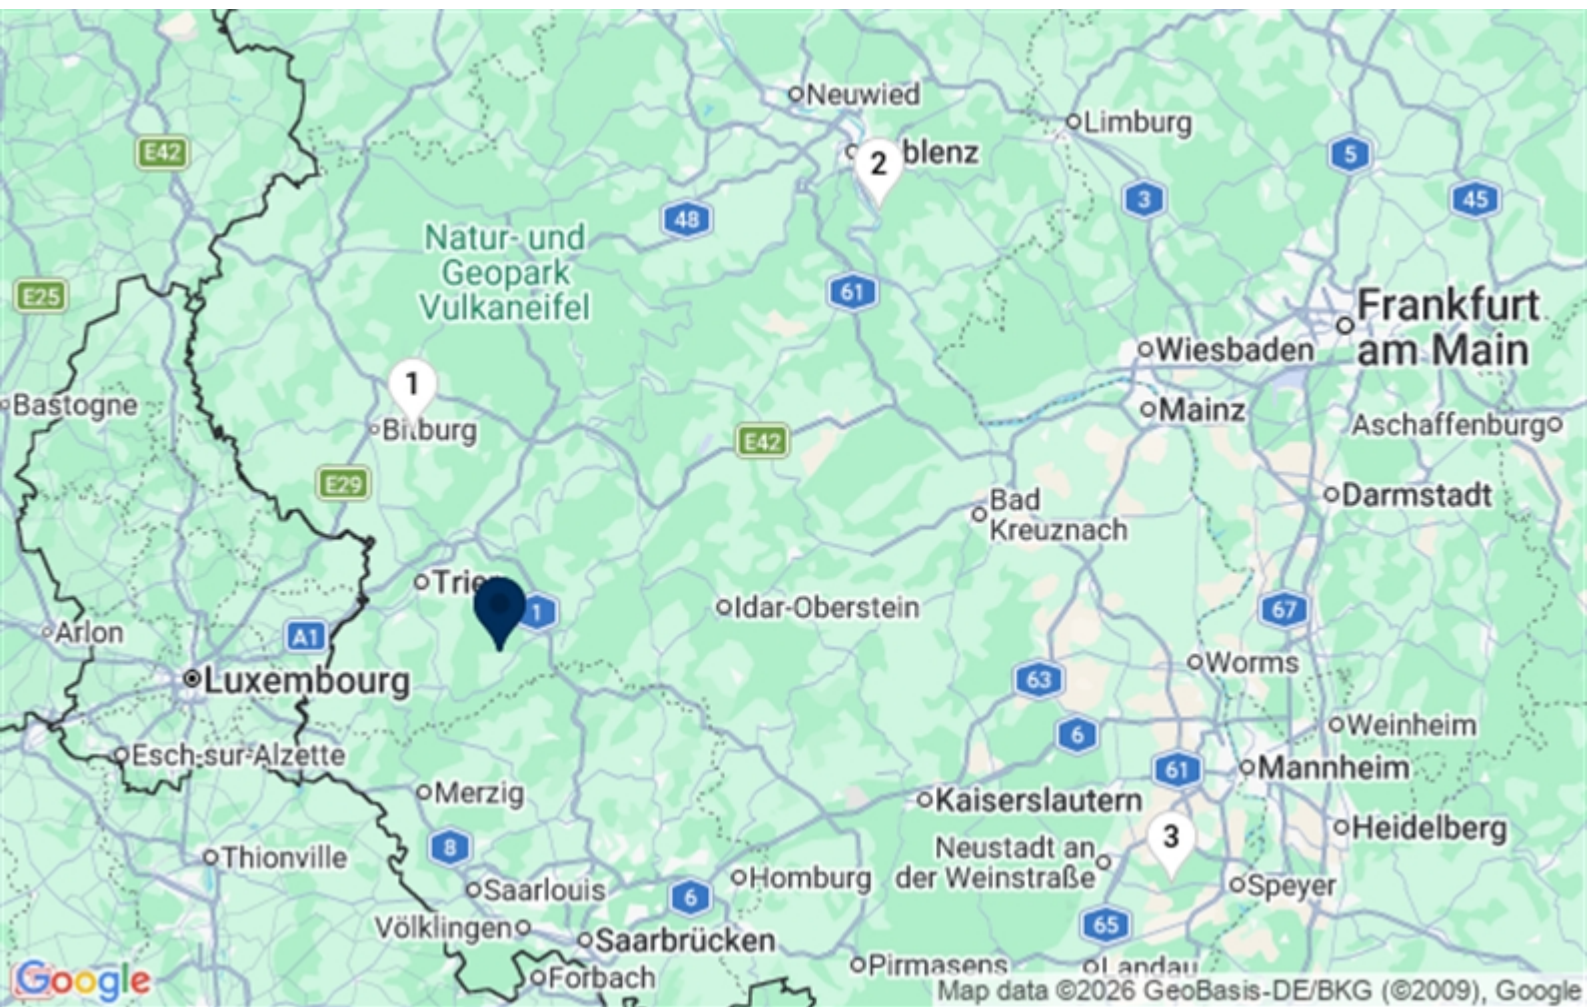 Neuwied
Limburg
E42
2
blenz
5
3
45
48
Natur- und
Geopark
Vulkaneifel
E25
61
Frankfurt
am Main
Wiesbaden
1
Bastogne
Mainz
Aschaffenburg
Bitburg
E42
E29
Darmstadt
Bad
Kreuznach
Trier
1
Idar-Oberstein
67
Arlon
A1
Luxembourg
Worms
63
Weinheim
6
Esch-sur-Alzette
61
Mannheim
Merzig
Kaiserslautern
3
Heidelberg
8
Thionville
Neustadt an
der Weinstraße
Homburg
Speyer
Saarlouis
6
65
Völklingen
Saarbrücken
Pirmasens
Landau
Forbach
Google
Map data ©2026 GeoBasis-DE/BKG (©2009), Google